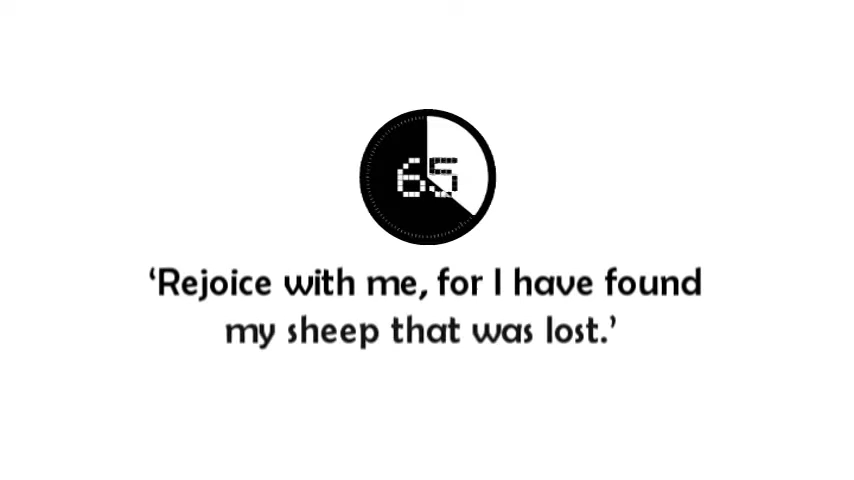 65
‘Rejoice with me, for I have found
my sheep that was lost.’